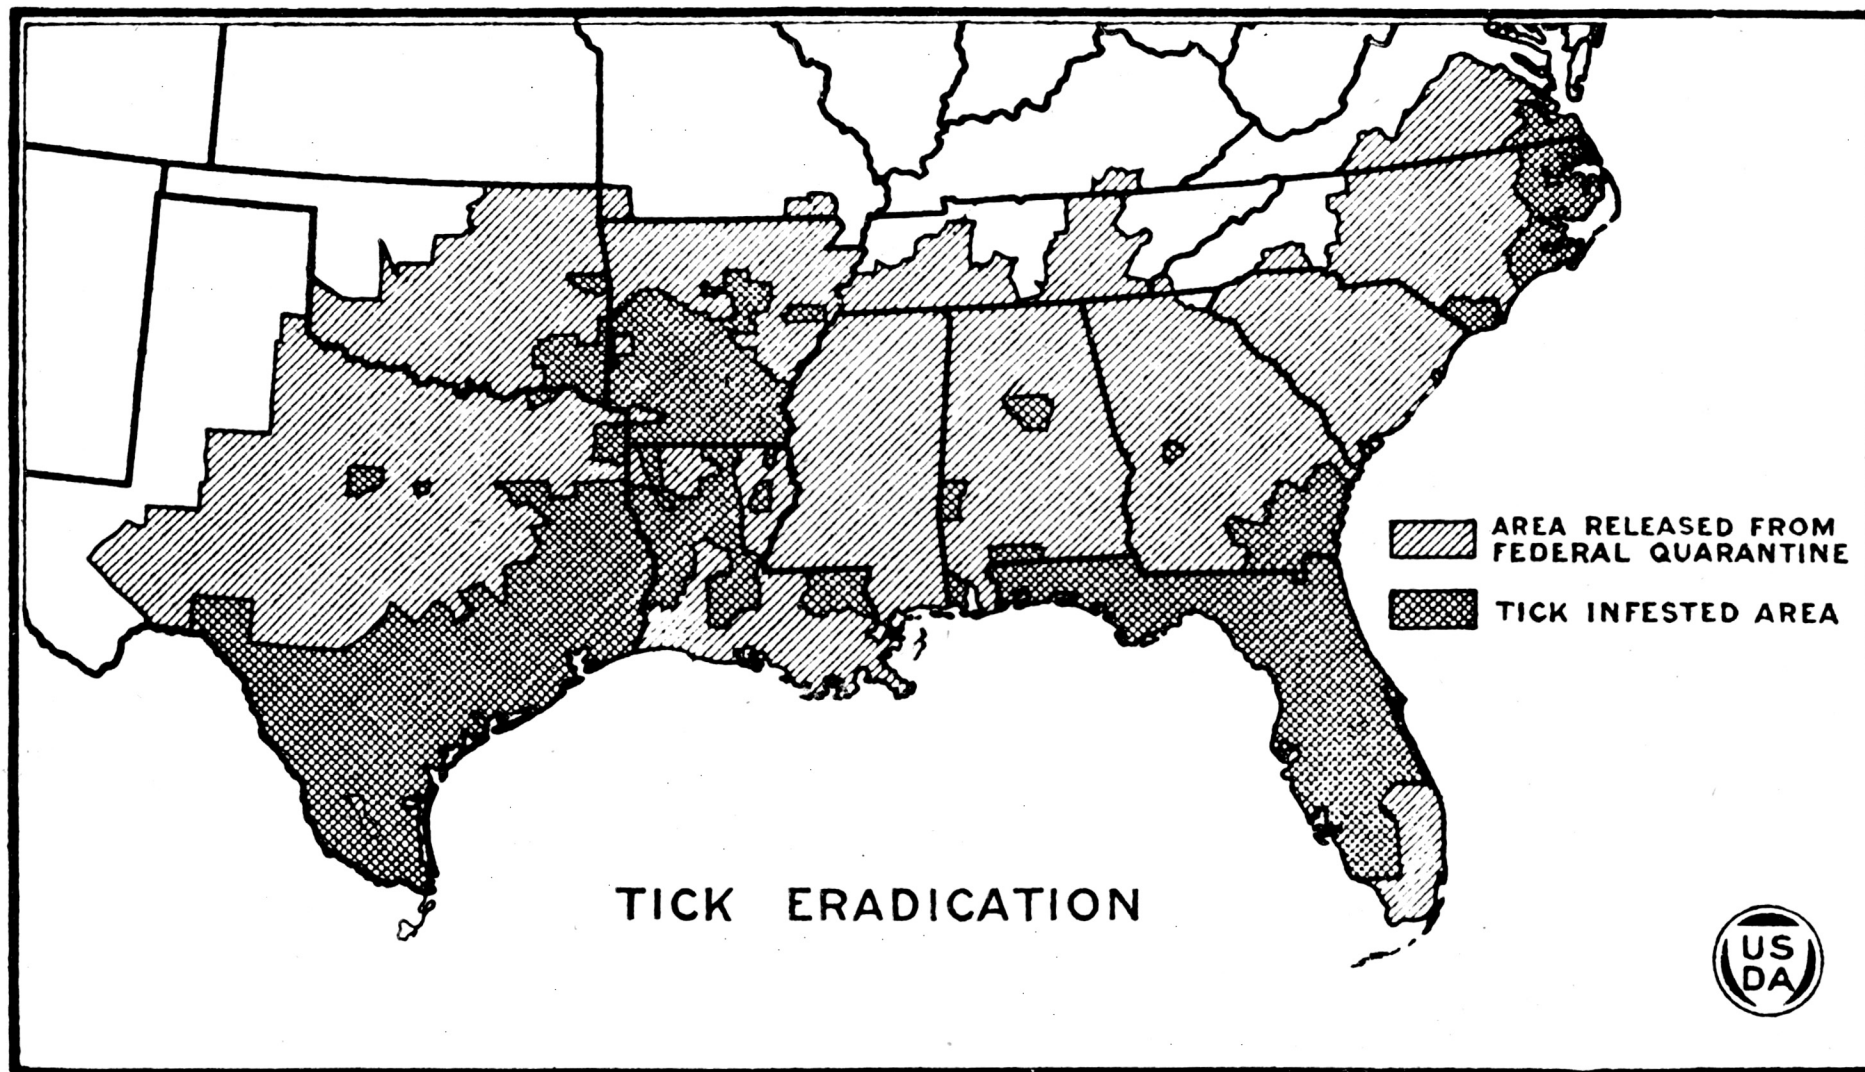 AREA RELEASED FROM
FEDERAL QUARANTINE
TICK INFESTED AREA
TICK ERADICATION
US
DA